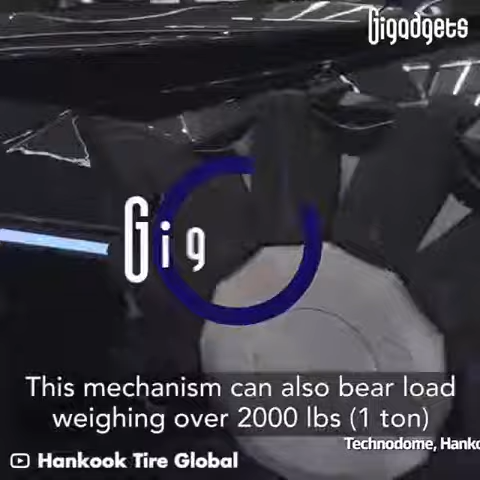 Gigadgets
Gig
This mechanism can also bear load
weighing over 2000 lbs (1 ton)
Technodome, Hanko
Hankook Tire Global